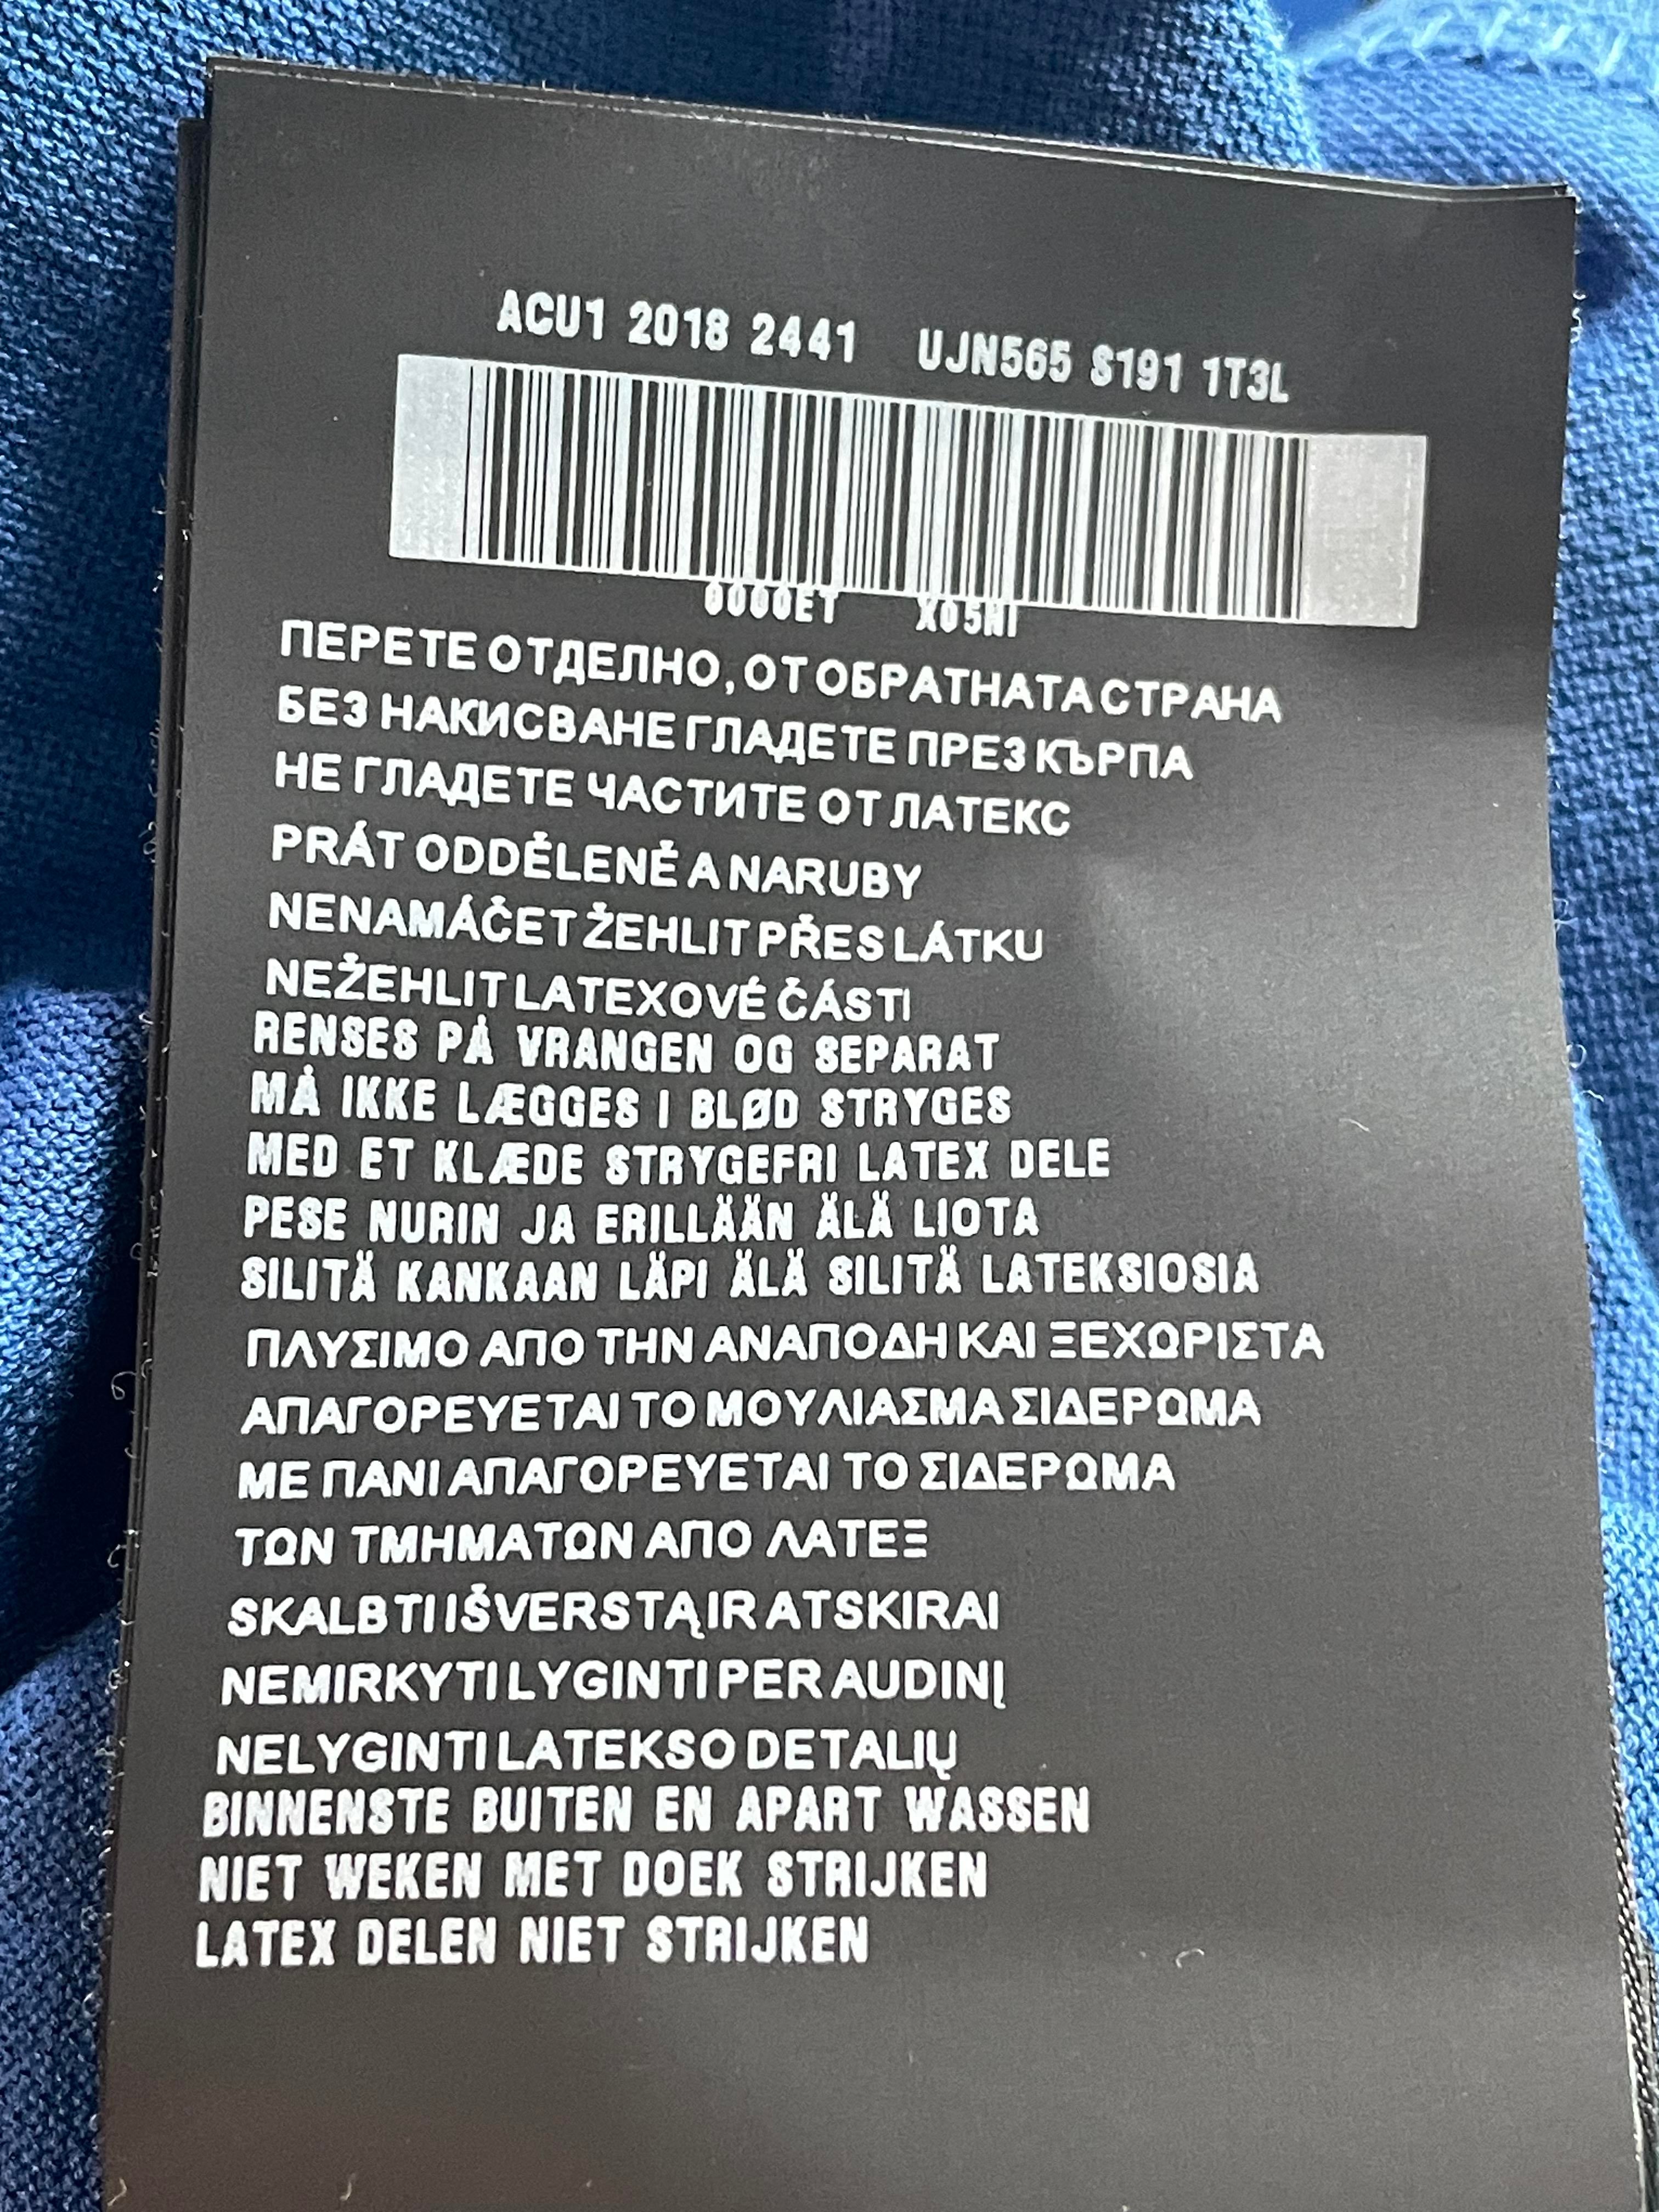 ACU1 2018 2441 UJN565 S191 1T3L
0000ET X05NI
ПЕРЕТЕ ОТДЕЛНО, ОТ ОБРАТНАТА СТРАНА
БЕЗ НАКИСВАНЕ ГЛАДЕТЕ ПРЕЗ КЪРПА
НЕ ГЛАДЕТЕ ЧАСТИТЕ ОТ ЛАТЕКС
PRÁT ODDĚLENĚ A NARUBY
NENAMÁČET ŽEHLIT PŘES LÁTKU
NEŽEHLIT LATEXOVÉ ČÁSTI
RENSES PÅ VRANGEN OG SEPARAT
MÅ IKKE LÆGGES I BLØD STRYGES
MED ET KLÆDE STRYGEFRI LATEX DELE
PESE NURIN JA ERILLÄÄN ÄLÄ LIOTA
SILITÄ KANKAAN LÄPI ÄLÄ SILITÄ LATEKSIOSIA
ΠΛΥΣΙΜΟ ΑΠΟ ΤΗΝ ΑΝΑΠΟΔΗ ΚΑΙ ΞΕΧΩΡΙΣΤΑ
ΑΠΑΓΟΡΕΥΕΤΑΙ ΤΟ ΜΟΥΛΙΑΣΜΑ ΣΙΔΕΡΩΜΑ
ΜΕ ΠΑΝΙ ΑΠΑΓΟΡΕΥΕΤΑΙ ΤΟ ΣΙΔΕΡΩΜΑ
ΤΩΝ ΤΜΗΜΑΤΩΝ ΑΠΟ ΛΑΤΕΞ
SKALBTI IŠVERSTĄ IR ATSKIRAI
NEMIRKYTI LYGINTI PER AUDINĮ
NELYGINTI LATEKSO DETALIŲ
BINNENSTE BUITEN EN APART WASSEN
NIET WEKEN MET DOEK STRIJKEN
LATEX DELEN NIET STRIJKEN